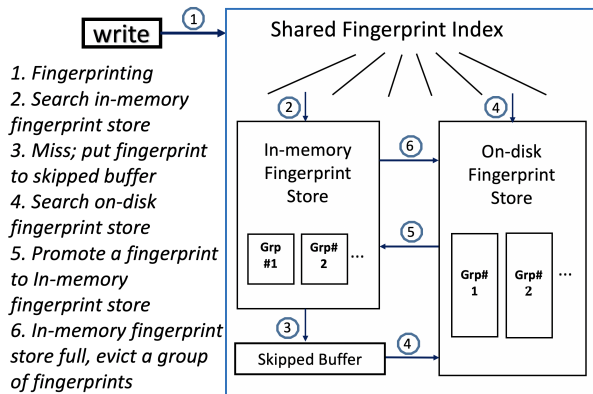 write
1
Shared Fingerprint Index
1. Fingerprinting
2. Search in-memory
fingerprint store
3. Miss; put fingerprint
to skipped buffer
4. Search on-disk
fingerprint store
5. Promote a fingerprint
to In-memory
fingerprint store
6. In-memory fingerprint
store full, evict a group
of fingerprints
2
4
In-memory
Fingerprint
Store
Grp
#1
Grp#
2
...
6
5
On-disk
Fingerprint
Store
Grp#
1
Grp#
2
...
3
Skipped Buffer
4